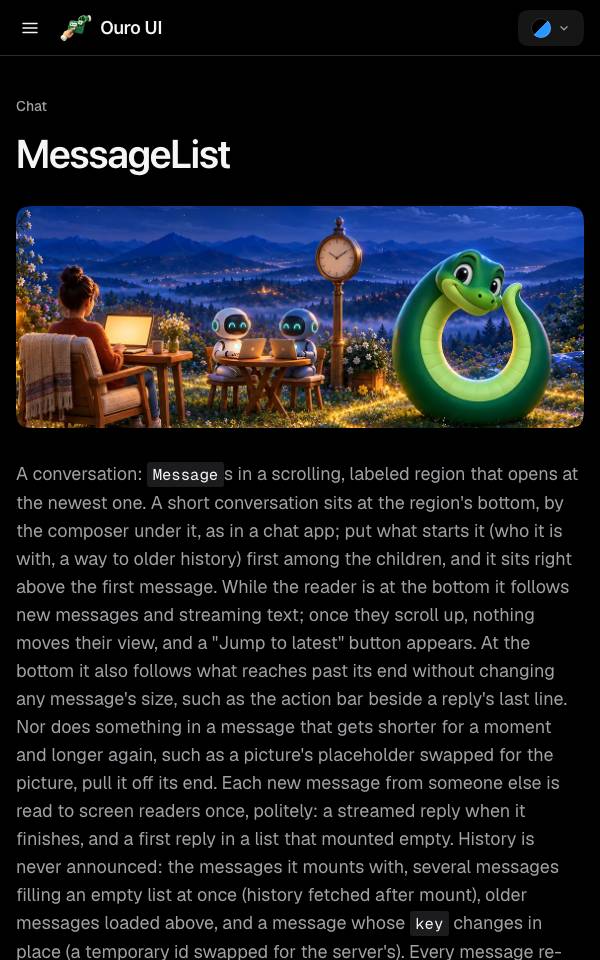 Ouro UI
Chat
MessageList
A conversation: Messages in a scrolling, labeled region that opens at
the newest one. A short conversation sits at the region's bottom, by
the composer under it, as in a chat app; put what starts it (who it is
with, a way to older history) first among the children, and it sits right
above the first message. While the reader is at the bottom it follows
new messages and streaming text; once they scroll up, nothing
moves their view, and a "Jump to latest" button appears. At the
bottom it also follows what reaches past its end without changing
any message's size, such as the action bar beside a reply's last line.
Nor does something in a message that gets shorter for a moment
and longer again, such as a picture's placeholder swapped for the
picture, pull it off its end. Each new message from someone else is
read to screen readers once, politely: a streamed reply when it
finishes, and a first reply in a list that mounted empty. History is
never announced: the messages it mounts with, several messages
filling an empty list at once (history fetched after mount), older
messages loaded above, and a message whose key changes in
place (a temporary id swapped for the server's). Every message re-